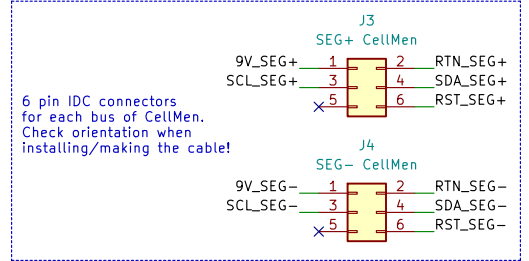 J3
SEG+ CellMen
9V_SEG+ 1 2 RTN_SEG+
SCL_SEG+ 3 4 SDA_SEG+
5 6 RST_SEG+
6 pin IDC connectors
for each bus of CellMen.
Check orientation when
installing/making the cable!
J4
SEG- CellMen
9V_SEG- 1 2 RTN_SEG-
SCL_SEG- 3 4 SDA_SEG-
5 6 RST_SEG-